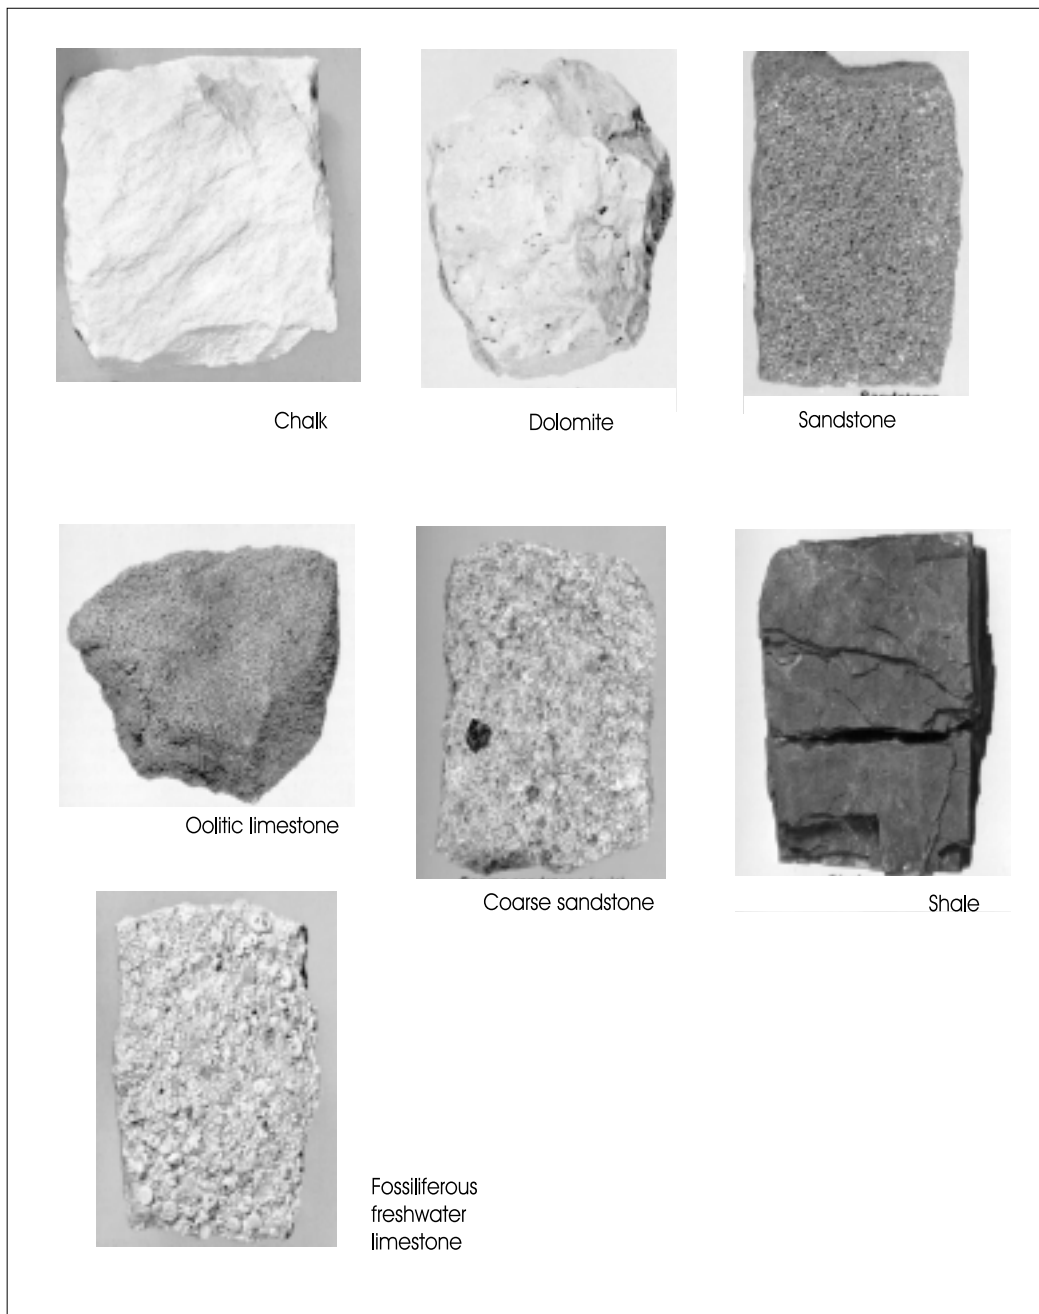 Chalk
Dolomite
Sandstone
Oolitic limestone
Coarse sandstone
Shale
Fossiliferous
freshwater
limestone